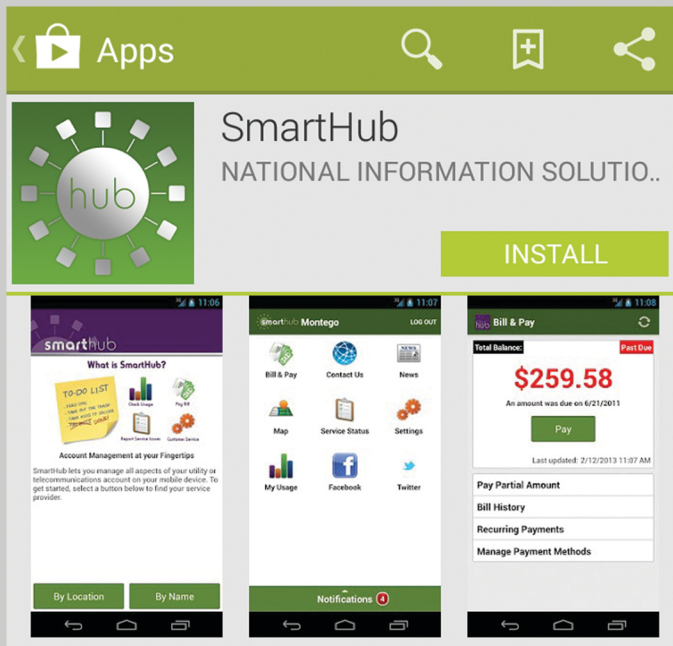 Apps
hub
SmartHub
NATIONAL INFORMATION SOLUTIO..
INSTALL
11:06
smarthub
What is SmartHub?
TO-DO LIST
Check Usage
Pay Bill
Report Service Issues
Customer Service
Account Management at your Fingertips
SmartHub lets you manage all aspects of your utility or
telecommunications account on your mobile device. To
get started, select a button below to find your service
provider.
By Location
By Name
11:07
smarthub Montego
LOG OUT
Bill & Pay
Contact Us
NEWS
News
Map
Service Status
Settings
My Usage
Facebook
Twitter
Notifications 4
11:08
hub
Bill & Pay
Total Balance:
Past Due
$259.58
An amount was due on 6/21/2011
Pay
Last updated: 2/12/2013 11:07 AM
Pay Partial Amount
Bill History
Recurring Payments
Manage Payment Methods